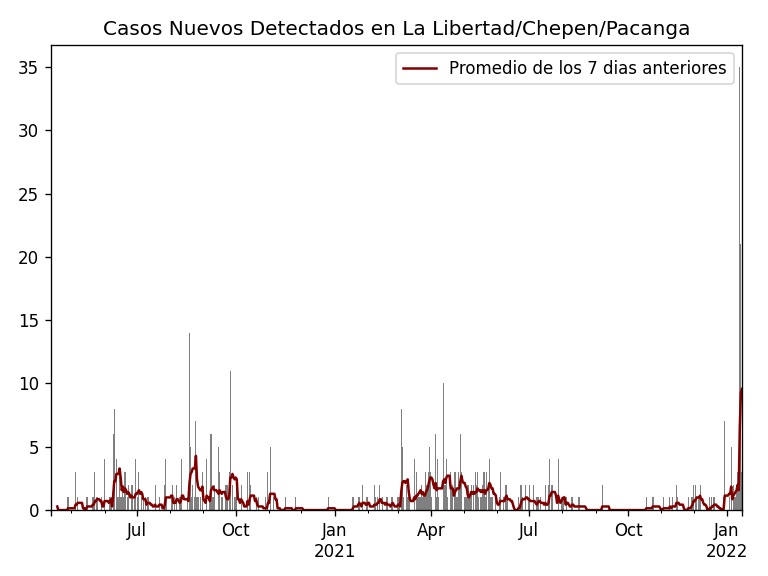 Casos Nuevos Detectados en La Libertad/Chepen/Pacanga
Promedio de los 7 dias anteriores
35
30
25
20
15
10
5
0
Jul
Oct
Jan
2021
Apr
Jul
Oct
Jan
2022